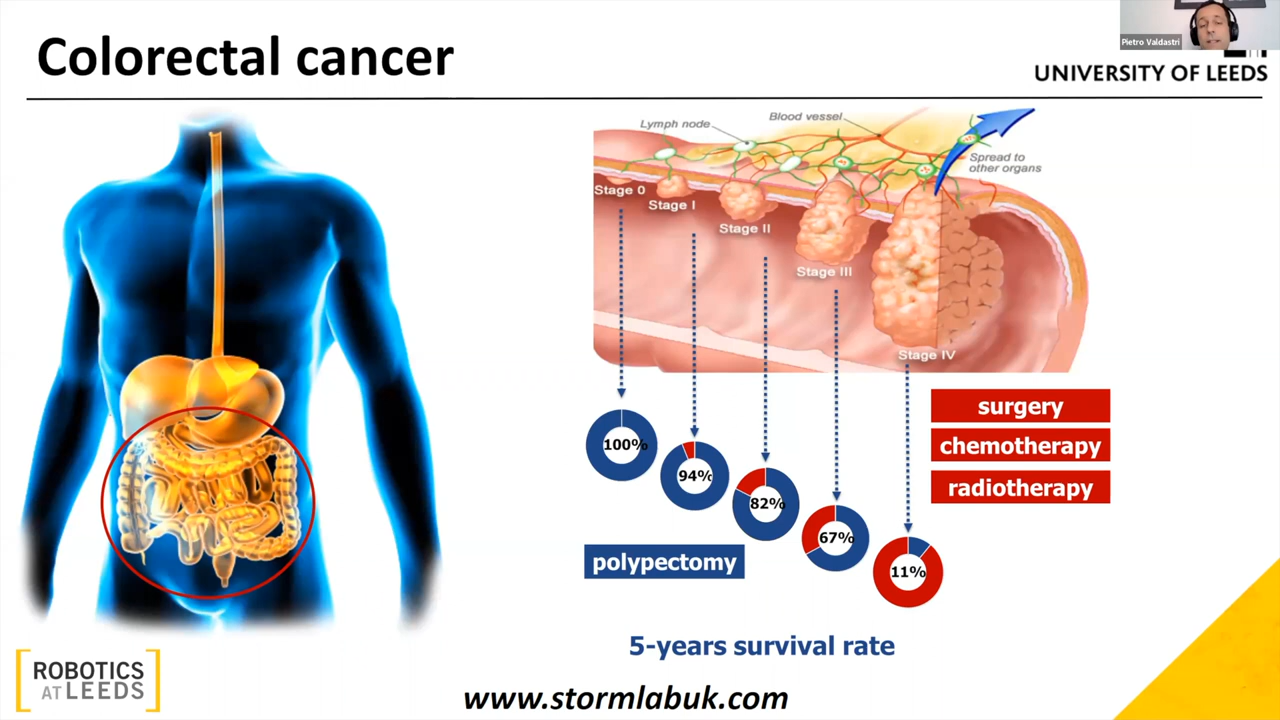 Colorectal cancer
Pietro Valdastri
UNIVERSITY OF LEEDS
Lymph node
Blood vessel
Spread to
other organs
Stage 0
Stage I
Stage II
Stage III
Stage IV
100%
94%
82%
67%
11%
surgery
chemotherapy
radiotherapy
polypectomy
5-years survival rate
ROBOTICS
AT LEEDS
www.stormlabuk.com